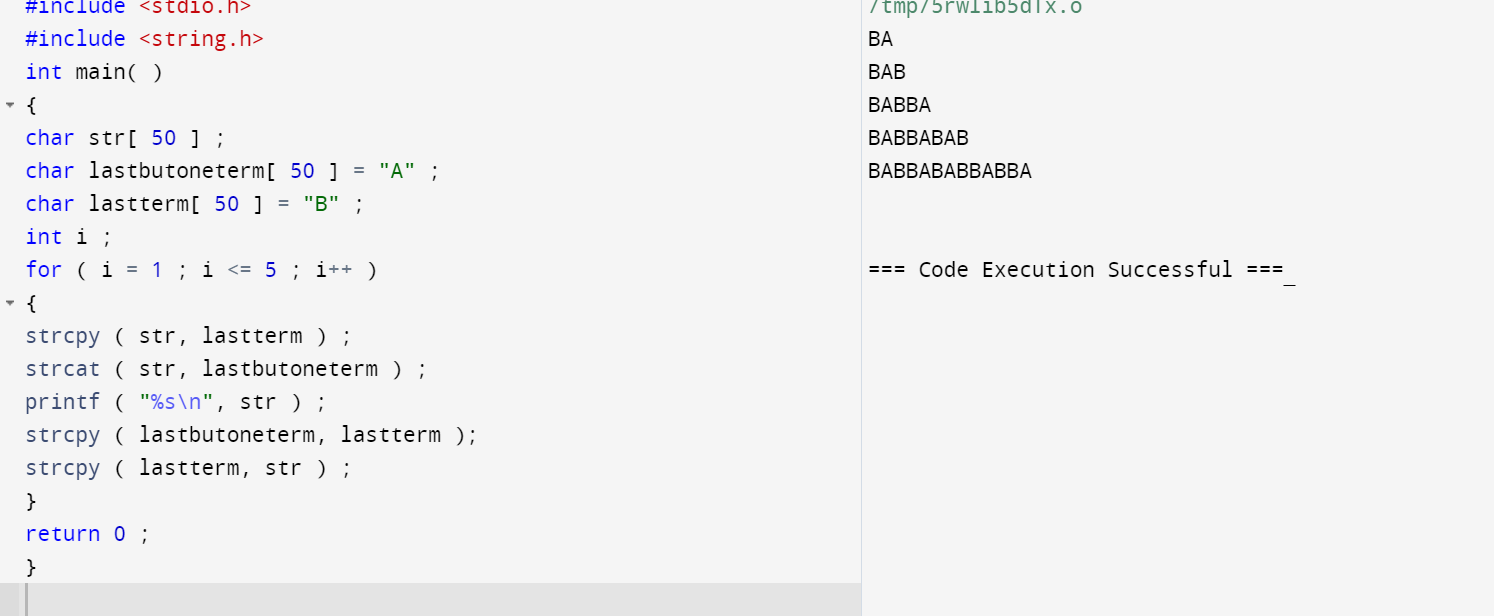 #include <stdio.h>
#include <string.h>
int main( )
{
char str[ 50 ] ;
char lastbutoneterm[ 50 ] = "A" ;
char lastterm[ 50 ] = "B" ;
int i ;
for ( i = 1 ; i <= 5 ; i++ )
{
strcpy ( str, lastterm ) ;
strcat ( str, lastbutoneterm ) ;
printf ( "%s\n", str ) ;
strcpy ( lastbutoneterm, lastterm );
strcpy ( lastterm, str ) ;
}
return 0 ;
}
BA
BAB
BABBA
BABBABAB
BABBABABBABBA
=== Code Execution Successful ===_